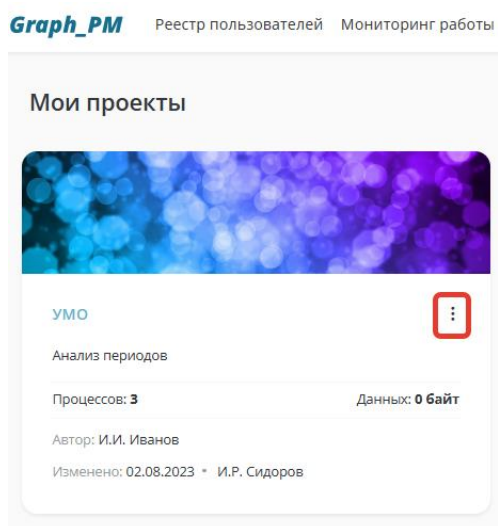 Graph_PM Реестр пользователей Мониторинг работы
Мои проекты
УМО
Анализ периодов
Процессов: 3 Данных: 0 байт
Автор: И.И. Иванов
Изменено: 02.08.2023 • И.Р. Сидоров